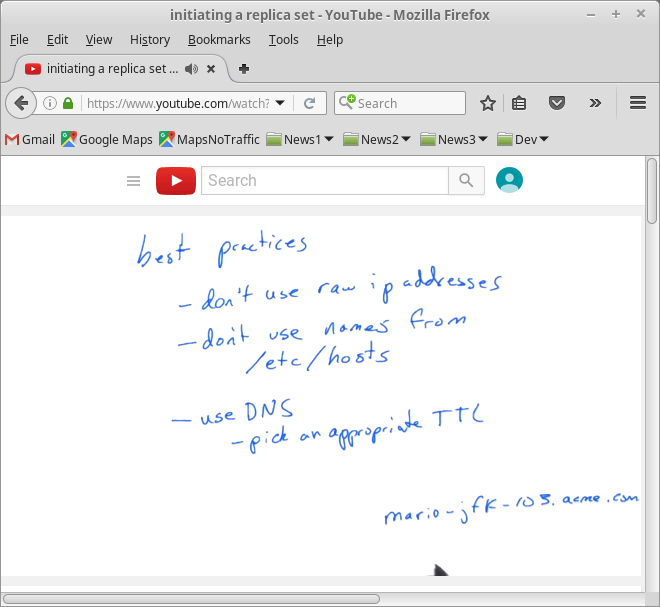 initiating a replica set - YouTube - Mozilla Firefox
File Edit View History Bookmarks Tools Help
initiating a replica set ...
https://www.youtube.com/watch? Search
Gmail Google Maps MapsNoTraffic News1 News2 News3 Dev
Search
best practices
- don't use raw ip addresses
- don't use names from
/etc/hosts
- use DNS
- pick an appropriate TTL
mario-jfk-103.acme.com